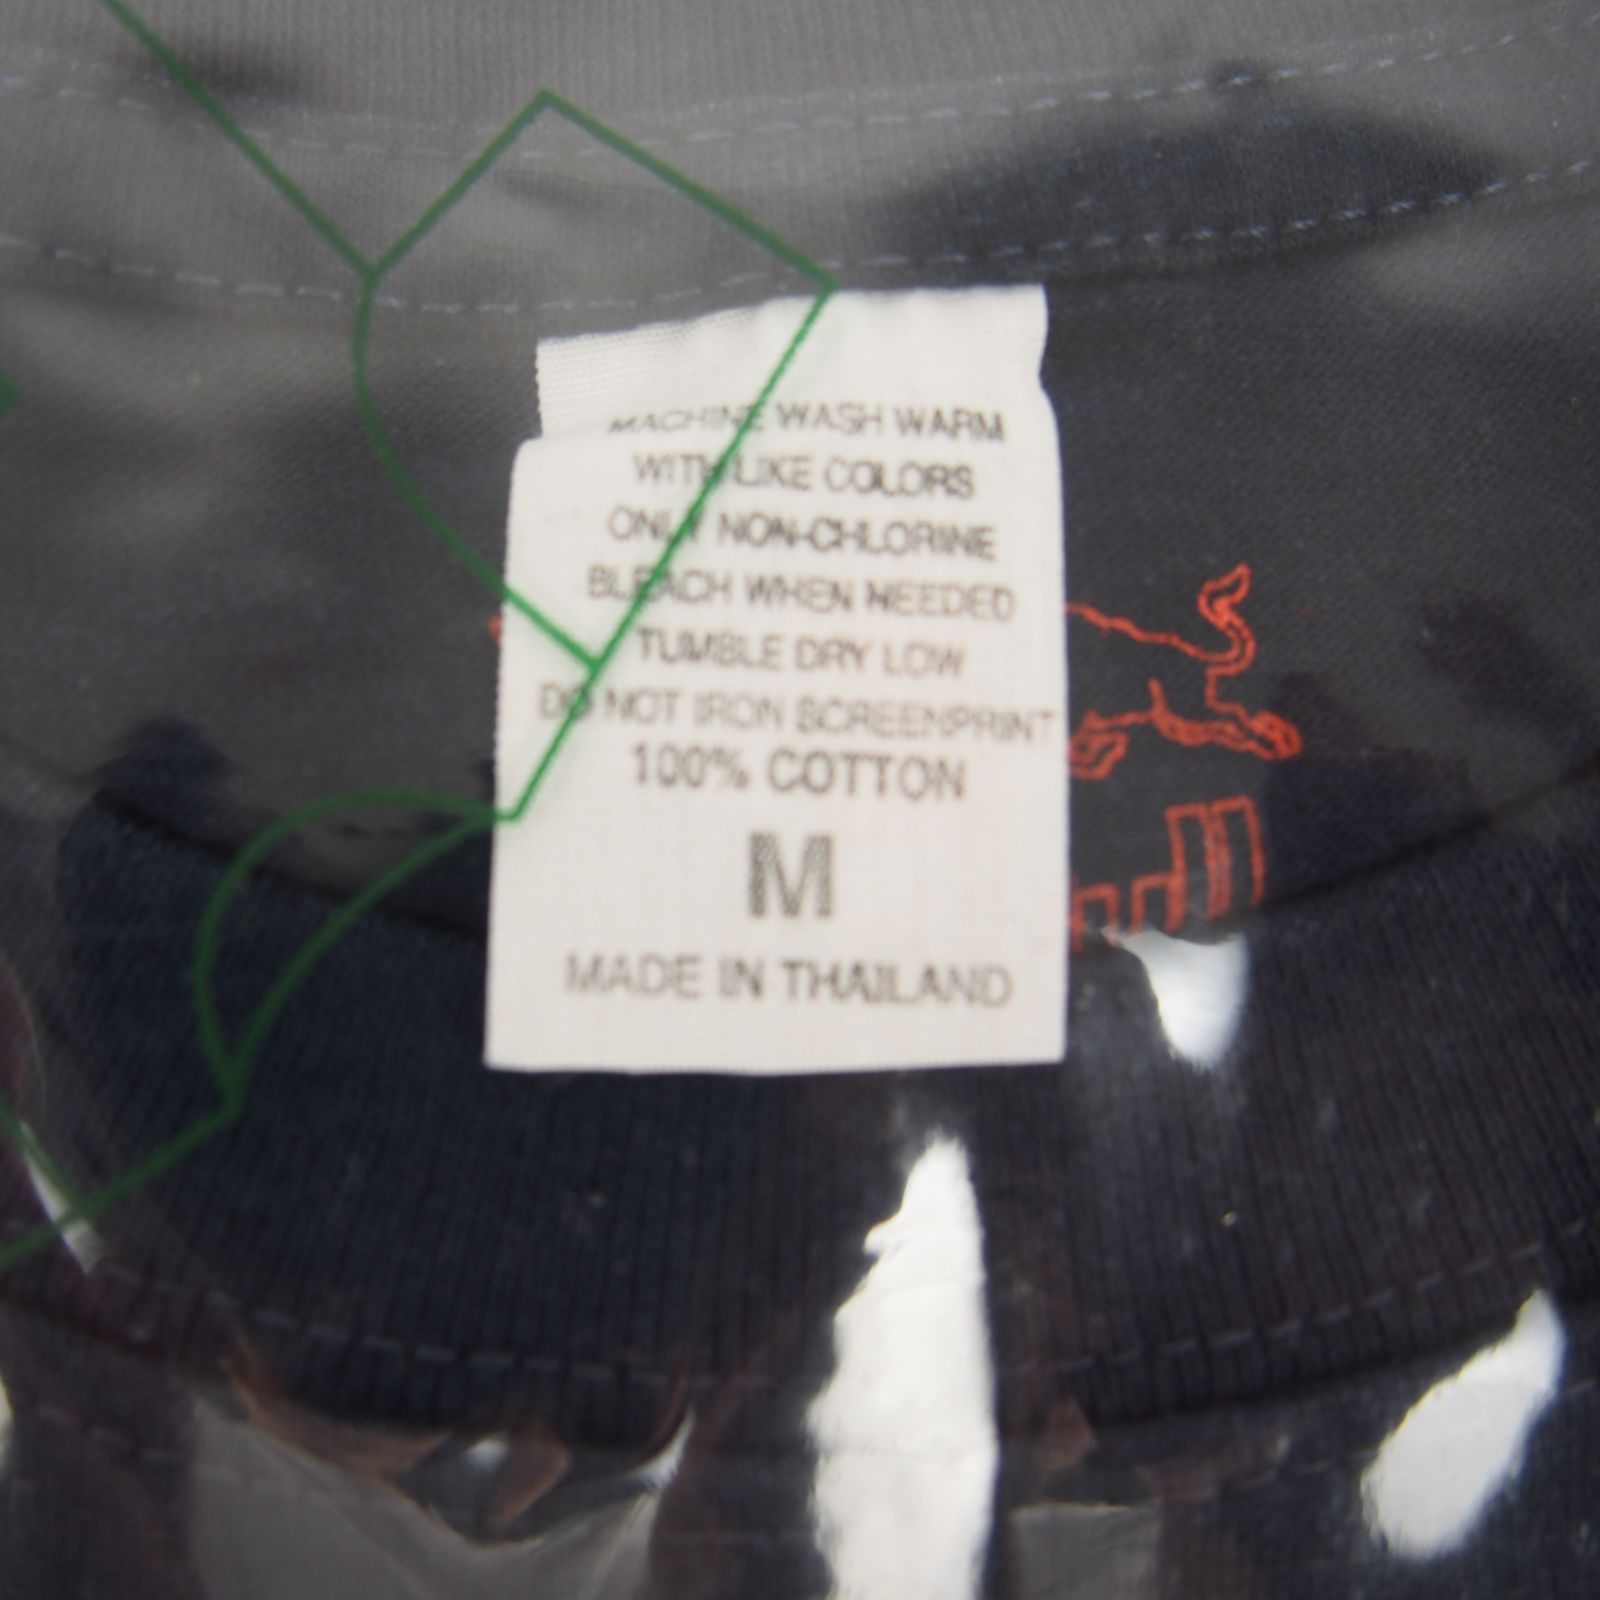 MACHINE WASH WARM
WITH LIKE COLORS
ONLY NON-CHLORINE
BLEACH WHEN NEEDED
TUMBLE DRY LOW
DO NOT IRON SCREENPRINT
100% COTTON
M
MADE IN THAILAND